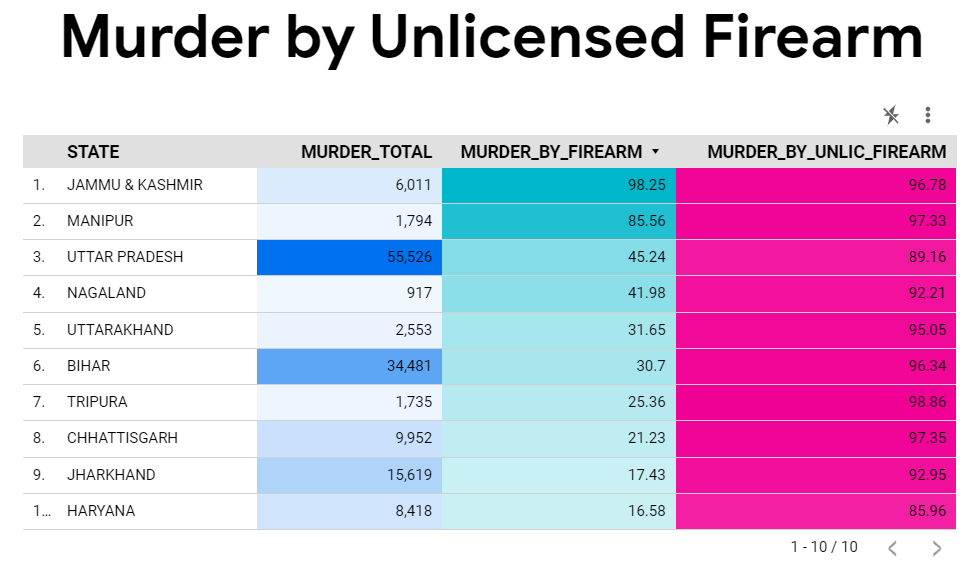 Murder by Unlicensed Firearm
STATE MURDER_TOTAL MURDER_BY_FIREARM MURDER_BY_UNLIC_FIREARM
1. JAMMU & KASHMIR 6,011 98.25 96.78
2. MANIPUR 1,794 85.56 97.33
3. UTTAR PRADESH 55,526 45.24 89.16
4. NAGALAND 917 41.98 92.21
5. UTTARAKHAND 2,553 31.65 95.05
6. BIHAR 34,481 30.7 96.34
7. TRIPURA 1,735 25.36 98.86
8. CHHATTISGARH 9,952 21.23 97.35
9. JHARKHAND 15,619 17.43 92.95
1... HARYANA 8,418 16.58 85.96
1 - 10 / 10